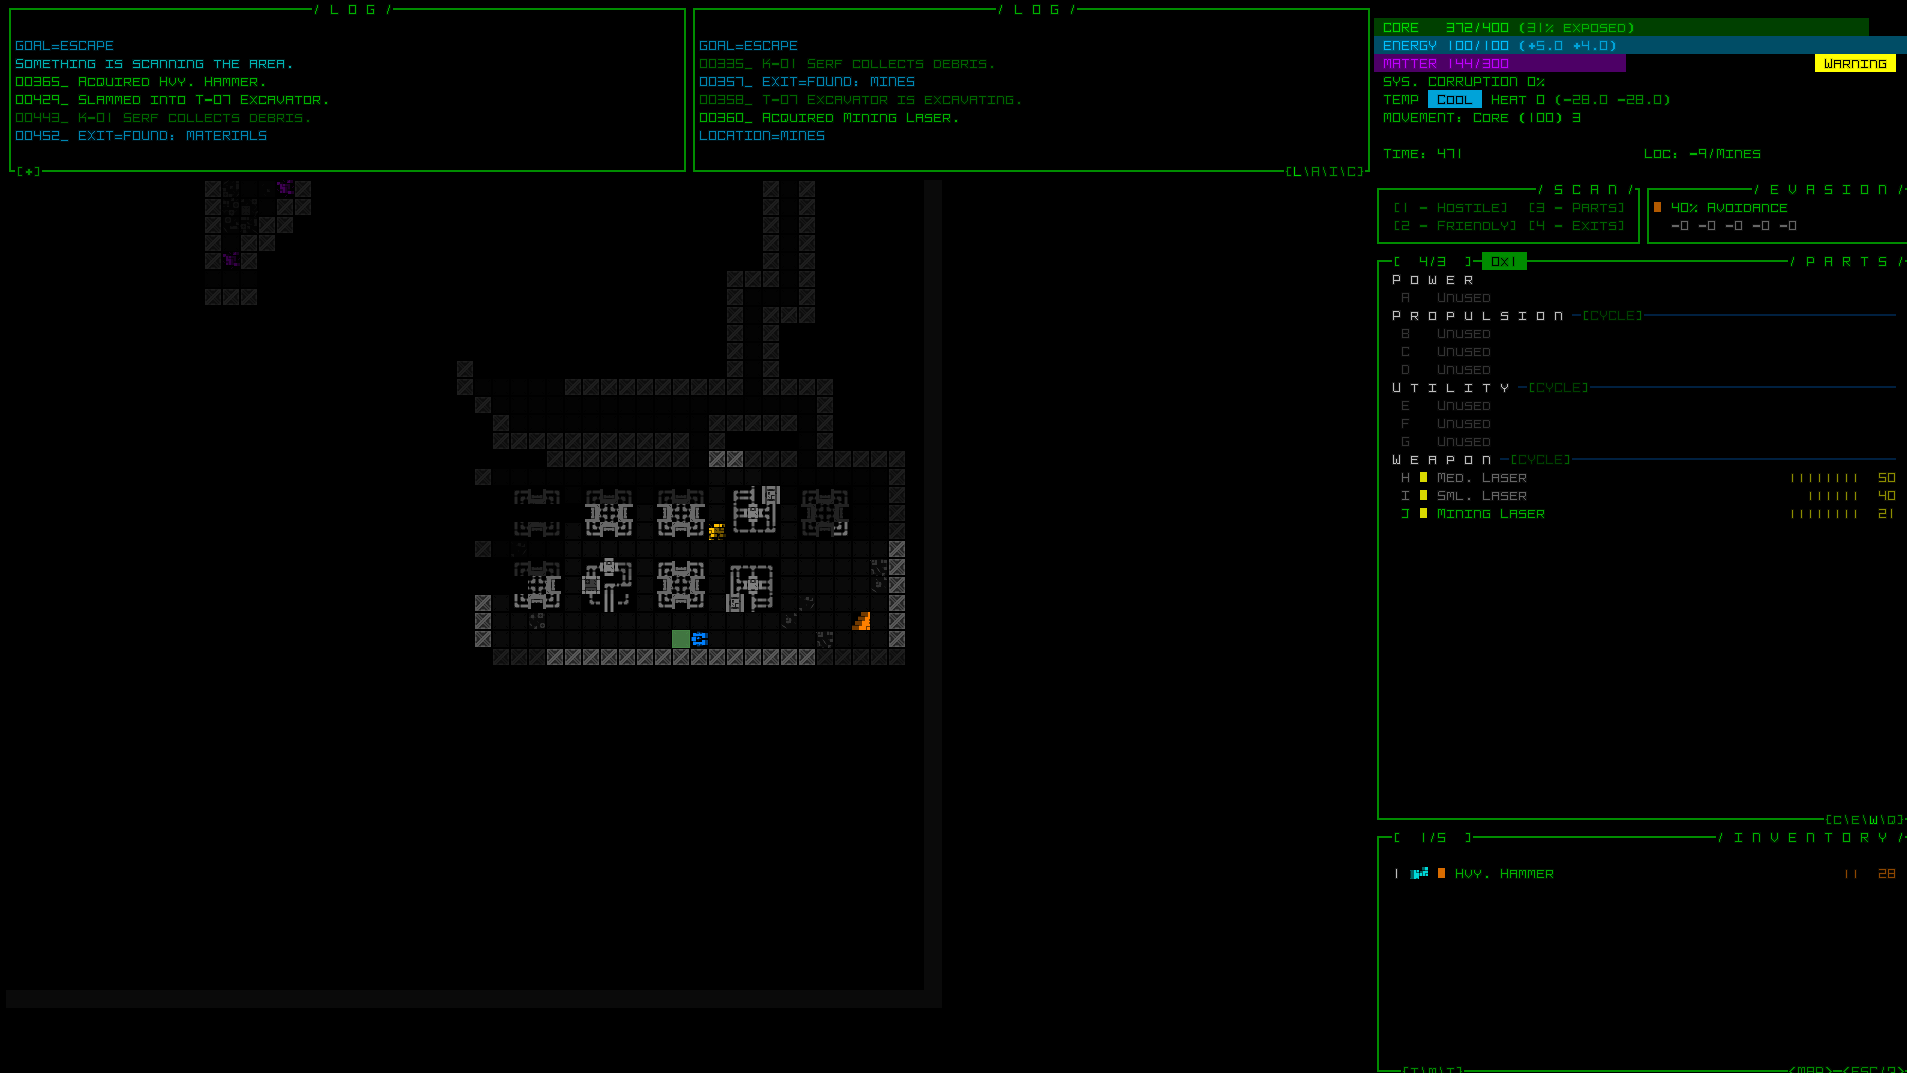 / L O G /
GOAL=ESCAPE
SOMETHING IS SCANNING THE AREA.
00365_ ACQUIRED HVY. HAMMER.
00429_ SLAMMED INTO T-07 EXCAVATOR.
00443_ K-01 SERF COLLECTS DEBRIS.
00452_ EXIT=FOUND: MATERIALS
[+]
/ L O G /
GOAL=ESCAPE
00335_ K-01 SERF COLLECTS DEBRIS.
00357_ EXIT=FOUND: MINES
00358_ T-07 EXCAVATOR IS EXCAVATING.
00360_ ACQUIRED MINING LASER.
LOCATION=MINES
[L\A\I\C]
CORE 372/400 (31% EXPOSED)
ENERGY 100/100 (+5.0 +4.0)
MATTER 144/300 WARNING
SYS. CORRUPTION 0%
TEMP COOL HEAT 0 (-28.0 -28.0)
MOVEMENT: CORE (100) 3
TIME: 471 LOC: -9/MINES
/ S C A N /
[1 - HOSTILE] [3 - PARTS]
[2 - FRIENDLY] [4 - EXITS]
/ E V A S I O N /
40% AVOIDANCE
-0 -0 -0 -0 -0
[ 4/3 ] 0x1 / P A R T S /
P O W E R
A UNUSED
P R O P U L S I O N [CYCLE]
B UNUSED
C UNUSED
D UNUSED
U T I L I T Y [CYCLE]
E UNUSED
F UNUSED
G UNUSED
W E A P O N [CYCLE]
H MED. LASER 50
I SML. LASER 40
J MINING LASER 21
[C\E\W\Q]
[ 1/5 ] / I N V E N T O R Y /
1 HVY. HAMMER 28
[T\M\I] <MAP> <ESC/?>